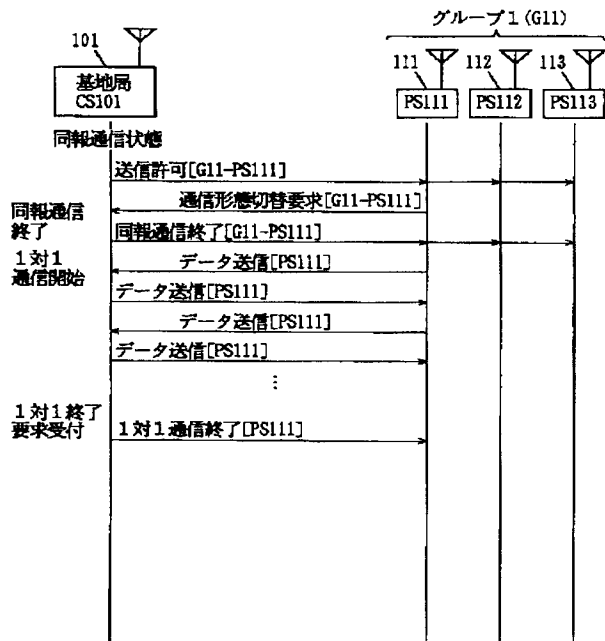 グループ1(G11)
101
111
112
113
基地局
CS101
PS111
PS112
PS113
同報通信状態
送信許可[G11-PS111]
通信形態切替要求[G11-PS111]
同報通信
終了
同報通信終了[G11-PS111]
1対1
通信開始
データ送信[PS111]
データ送信[PS111]
データ送信[PS111]
データ送信[PS111]
⋮
1対1終了
要求受付
1対1通信終了[PS111]